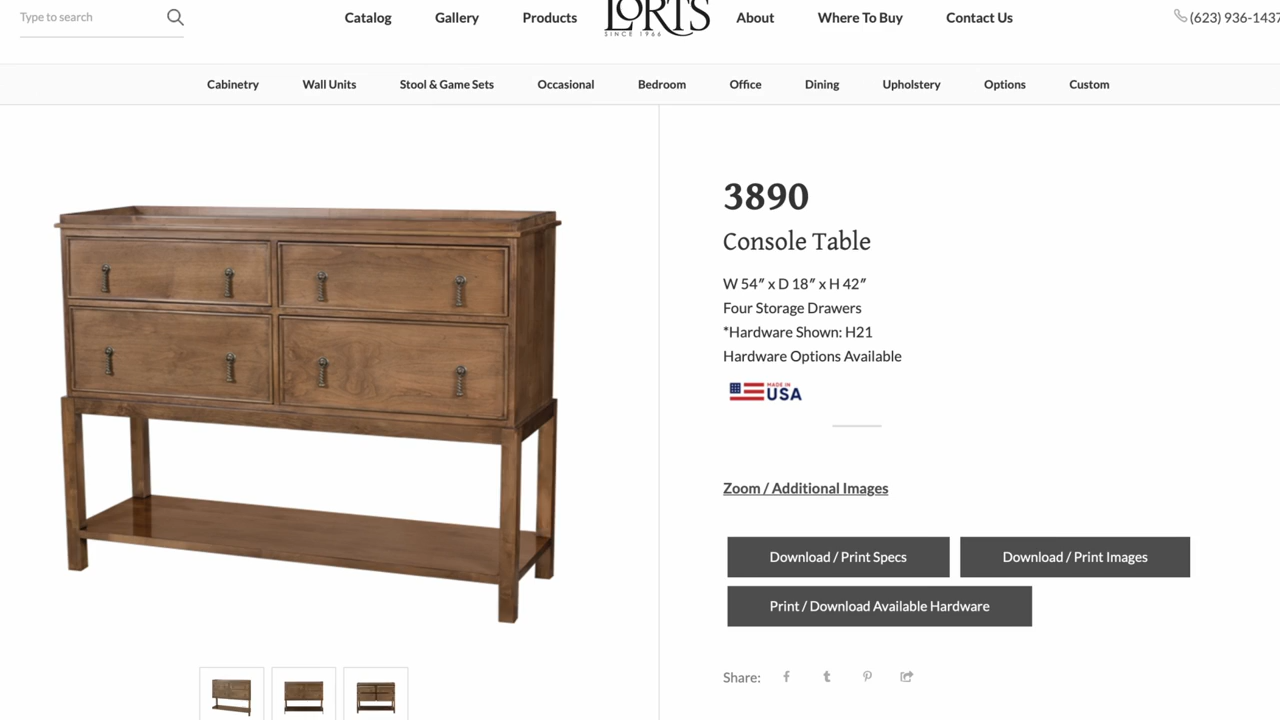 Type to search
Catalog
Gallery
Products
LORTS
SINCE 1966
About
Where To Buy
Contact Us
(623) 936-1437
Cabinetry
Wall Units
Stool & Game Sets
Occasional
Bedroom
Office
Dining
Upholstery
Options
Custom
3890
Console Table
W 54″ x D 18″ x H 42″
Four Storage Drawers
*Hardware Shown: H21
Hardware Options Available
MADE IN
USA
Zoom / Additional Images
Download / Print Specs
Download / Print Images
Print / Download Available Hardware
Share: